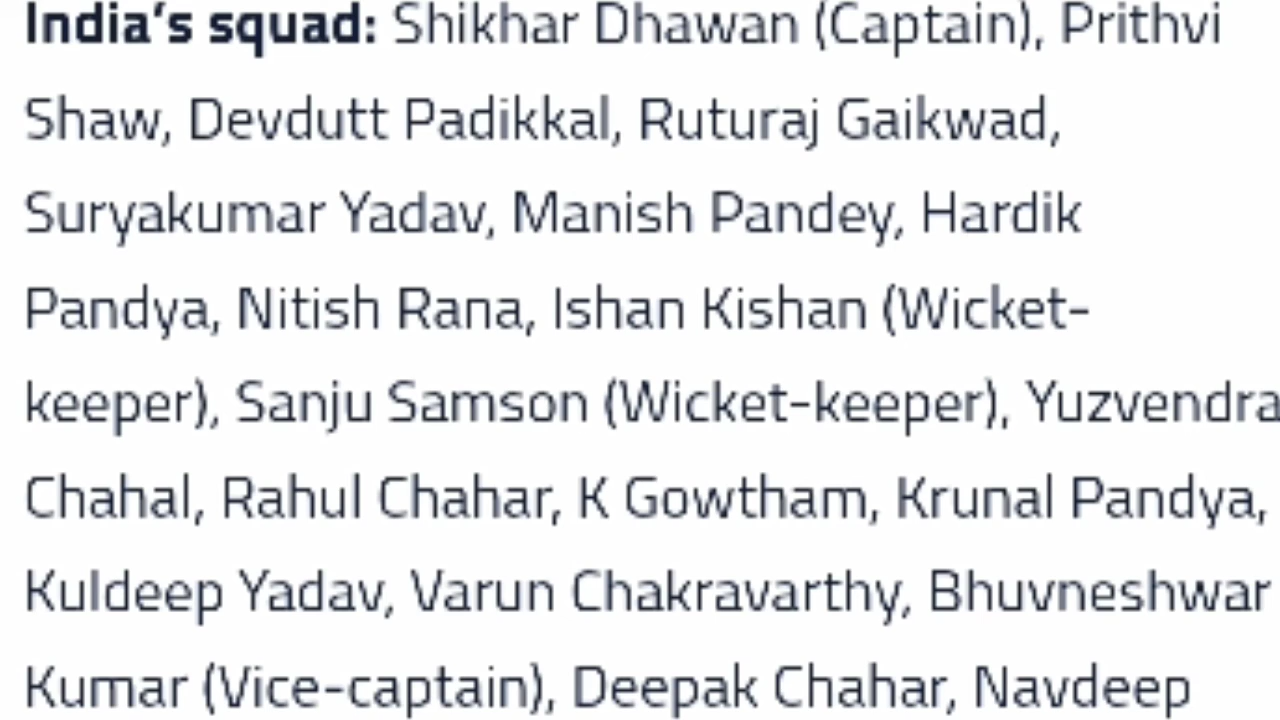 India‘s squad: Shikhar Dhawan (Captain), Prithvi
Shaw, Devdutt Padikkal, Ruturaj Gaikwad,
Suryakumar Yadav, Manish Pandey, Hardik
Pandya, Nitish Rana, Ishan Kishan (Wicket-
keeper), Sanju Samson (Wicket-keeper), Yuzvendra
Chahal, Rahul Chahar, K Gowtham, Krunal Pandya,
Kuldeep Yadav, Varun Chakravarthy, Bhuvneshwar
Kumar (Vice-captain), Deepak Chahar, Navdeep